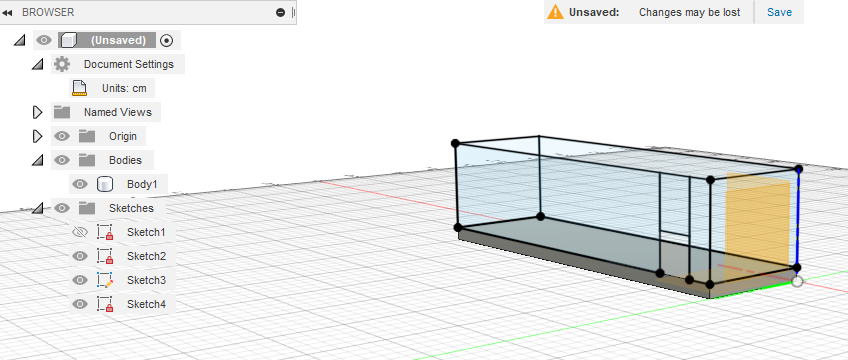 BROWSER
Unsaved: Changes may be lost Save
(Unsaved)
Document Settings
Units: cm
Named Views
Origin
Bodies
Body1
Sketches
Sketch1
Sketch2
Sketch3
Sketch4